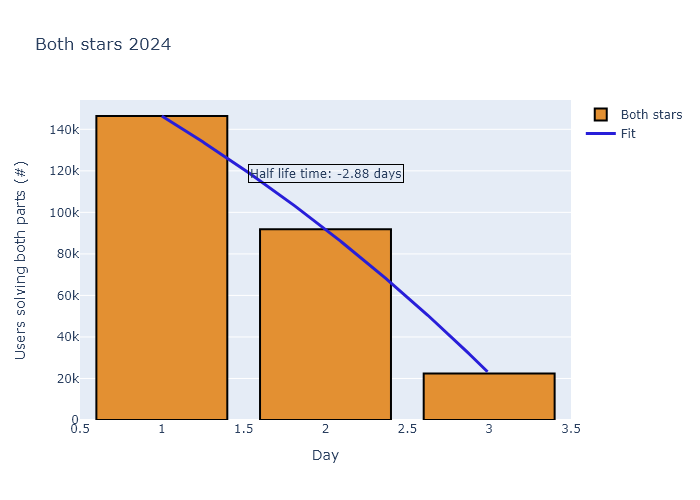 Both stars 2024
Both stars
Fit
140k
120k
100k
80k
60k
40k
20k
0
Half life time: -2.88 days
Users solving both parts (#)
0.5
1
1.5
2
2.5
3
3.5
Day